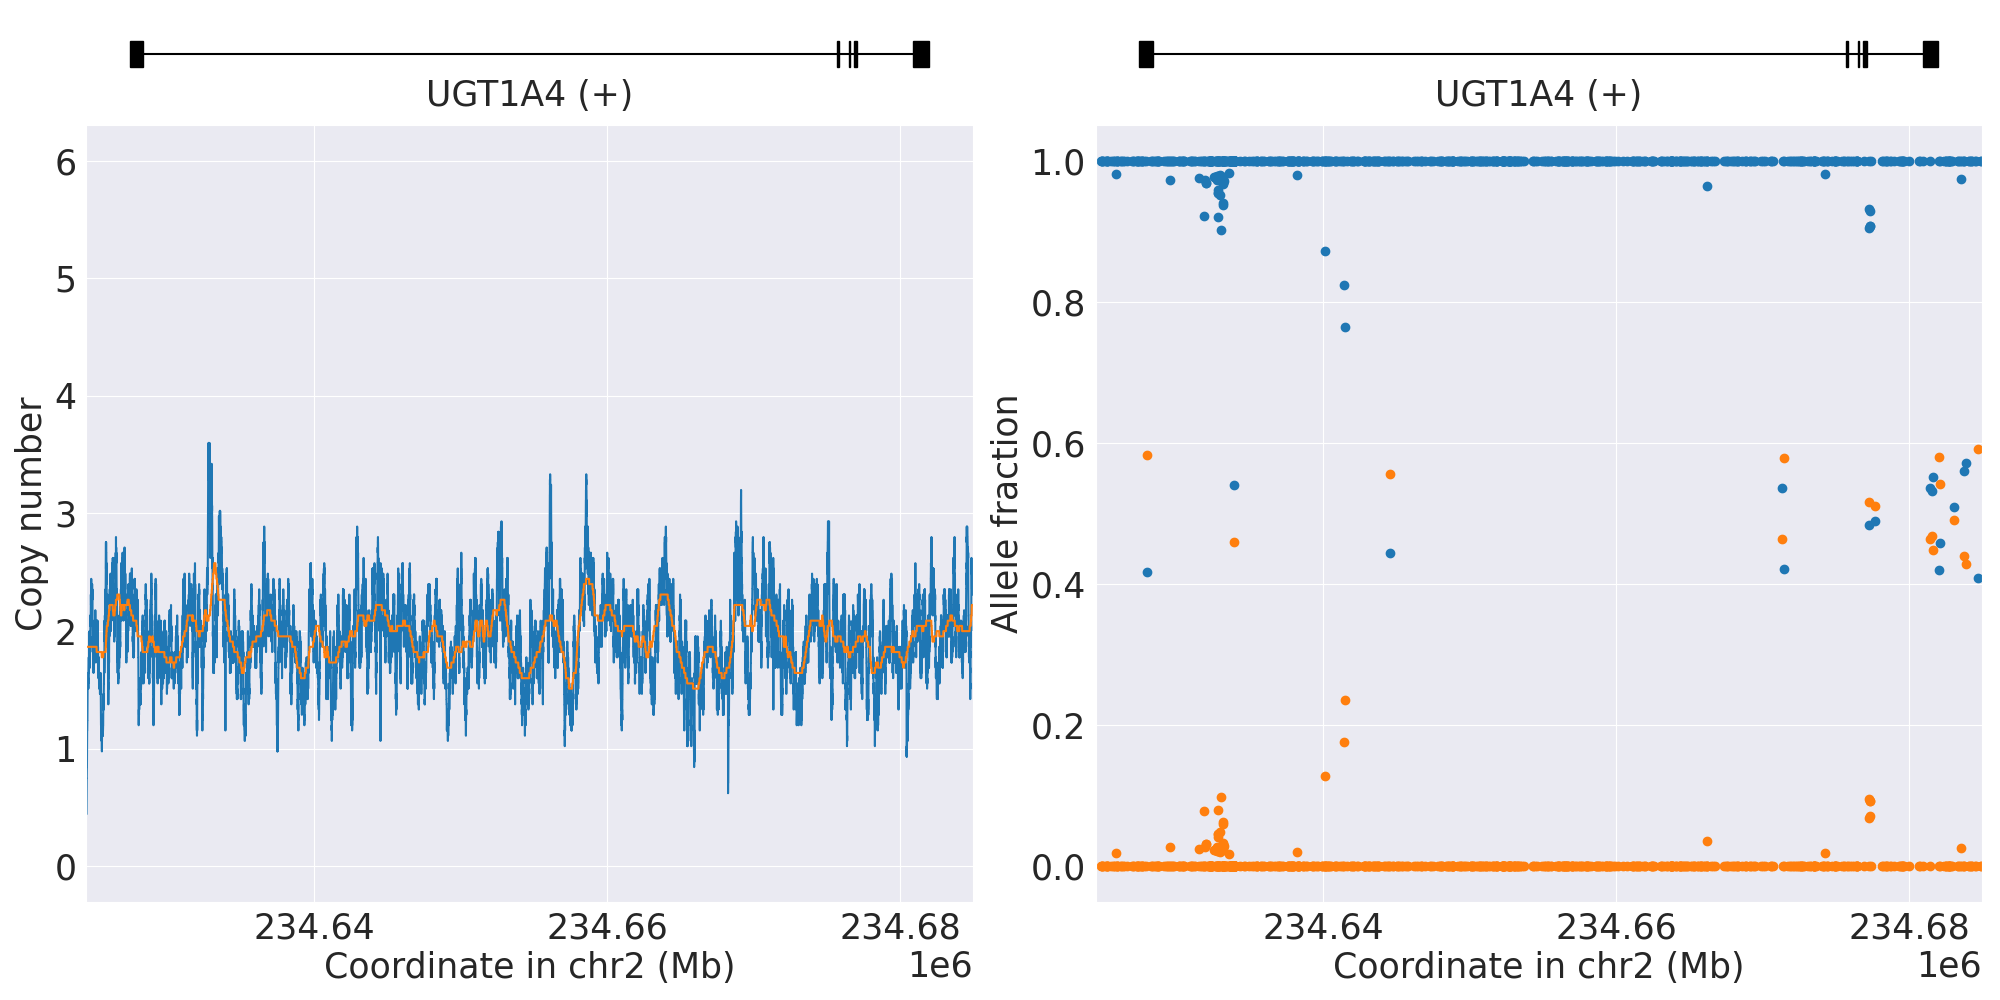 UGT1A4 (+)
6
5
4
3
2
1
0
Copy number
234.64
234.66
234.68
1e6
Coordinate in chr2 (Mb)
UGT1A4 (+)
1.0
0.8
0.6
0.4
0.2
0.0
Allele fraction
234.64
234.66
234.68
1e6
Coordinate in chr2 (Mb)